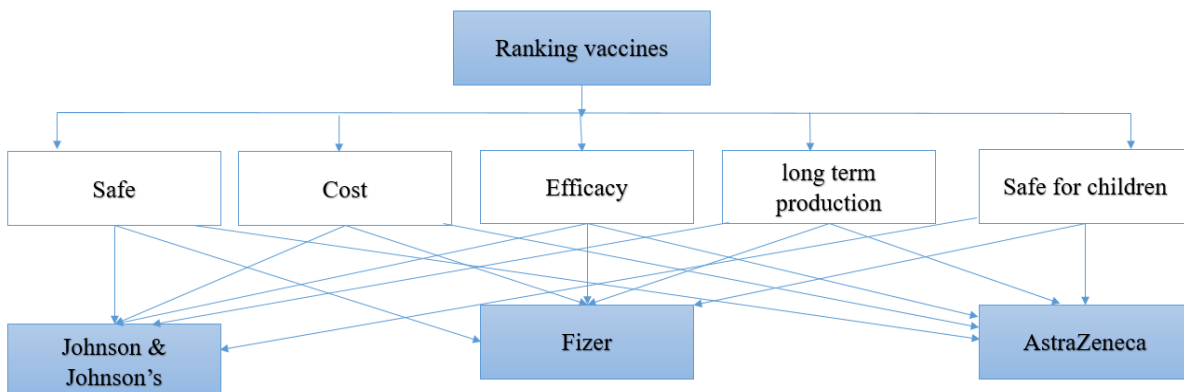 Ranking vaccines
Safe
Cost
Efficacy
long term
production
Safe for children
Johnson &
Johnson’s
Fizer
AstraZeneca